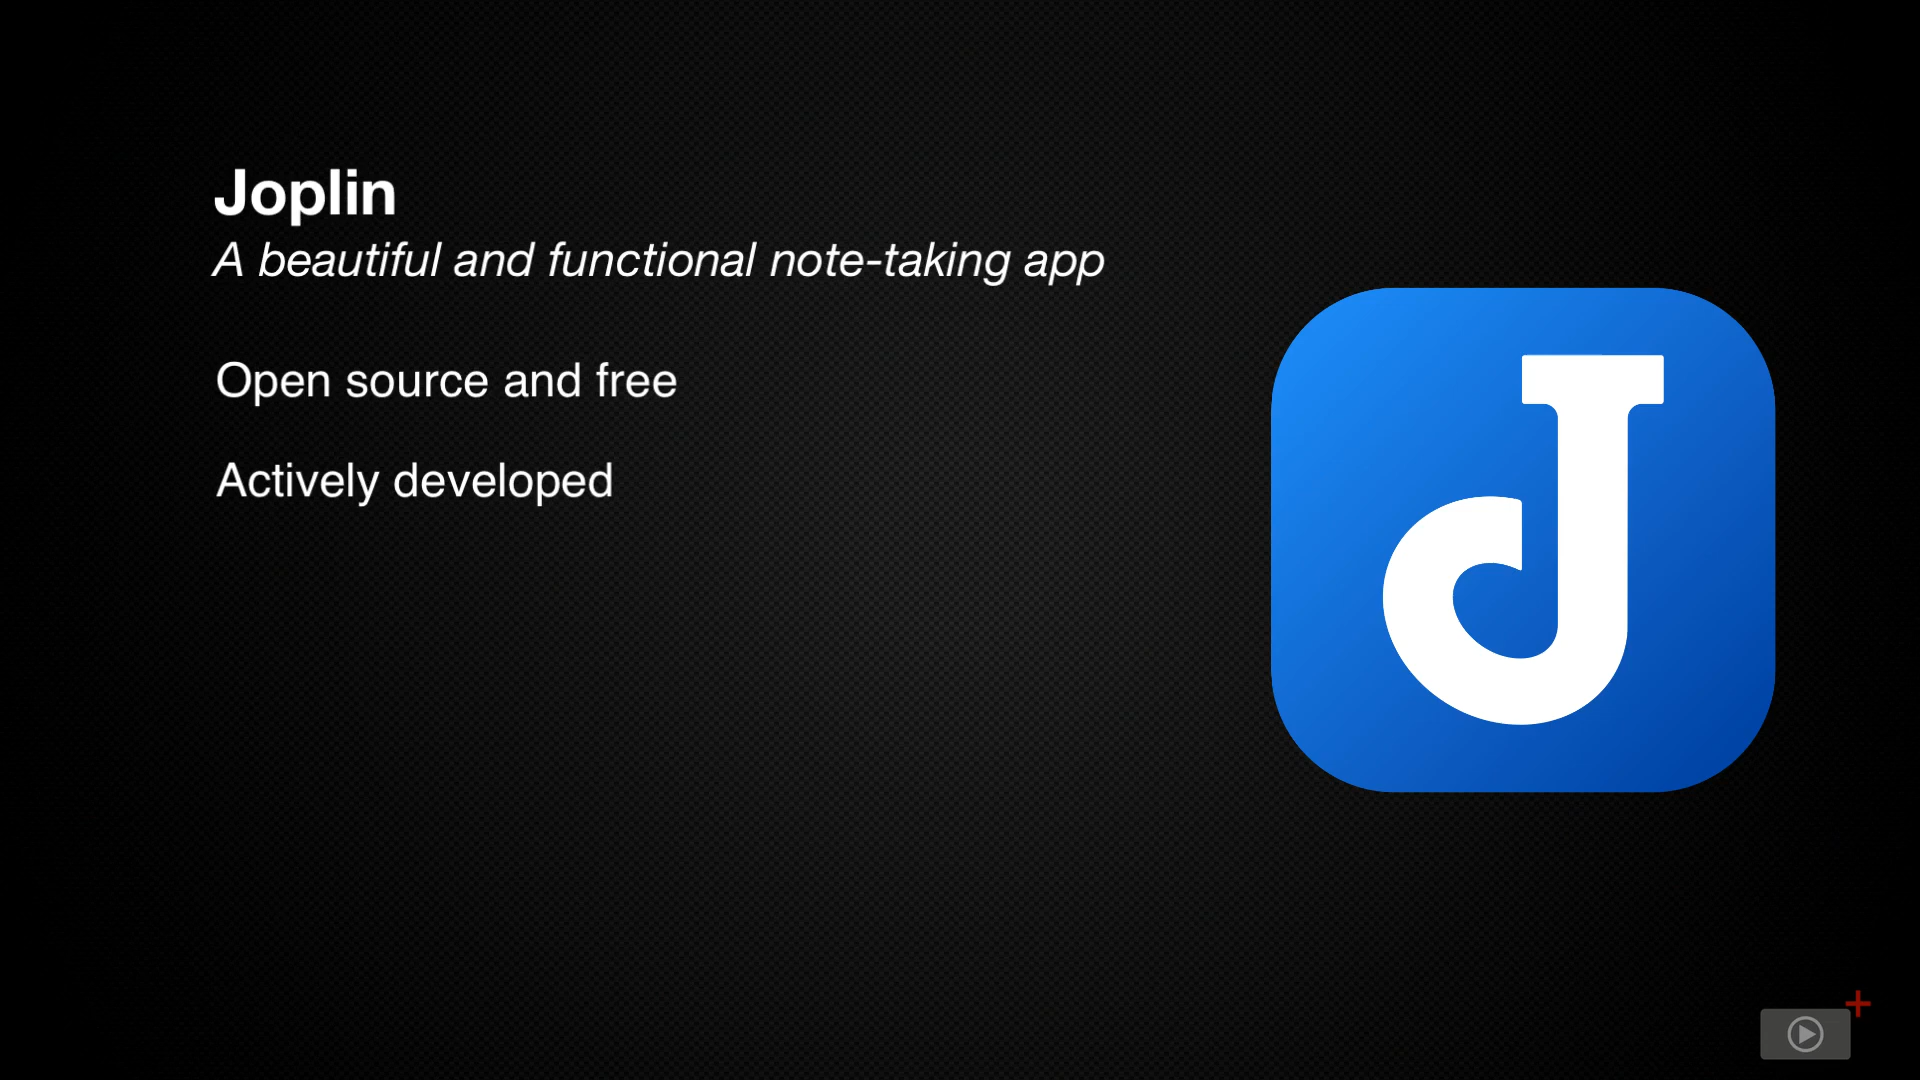 Joplin
A beautiful and functional note-taking app
Open source and free
Actively developed
J